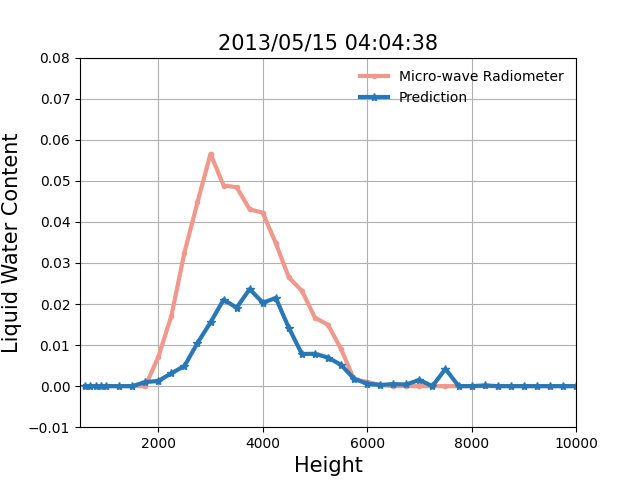 2013/05/15 04:04:38
Micro-wave Radiometer
Prediction
Liquid Water Content
0.08
0.07
0.06
0.05
0.04
0.03
0.02
0.01
0.00
−0.01
2000 4000 6000 8000 10000
Height